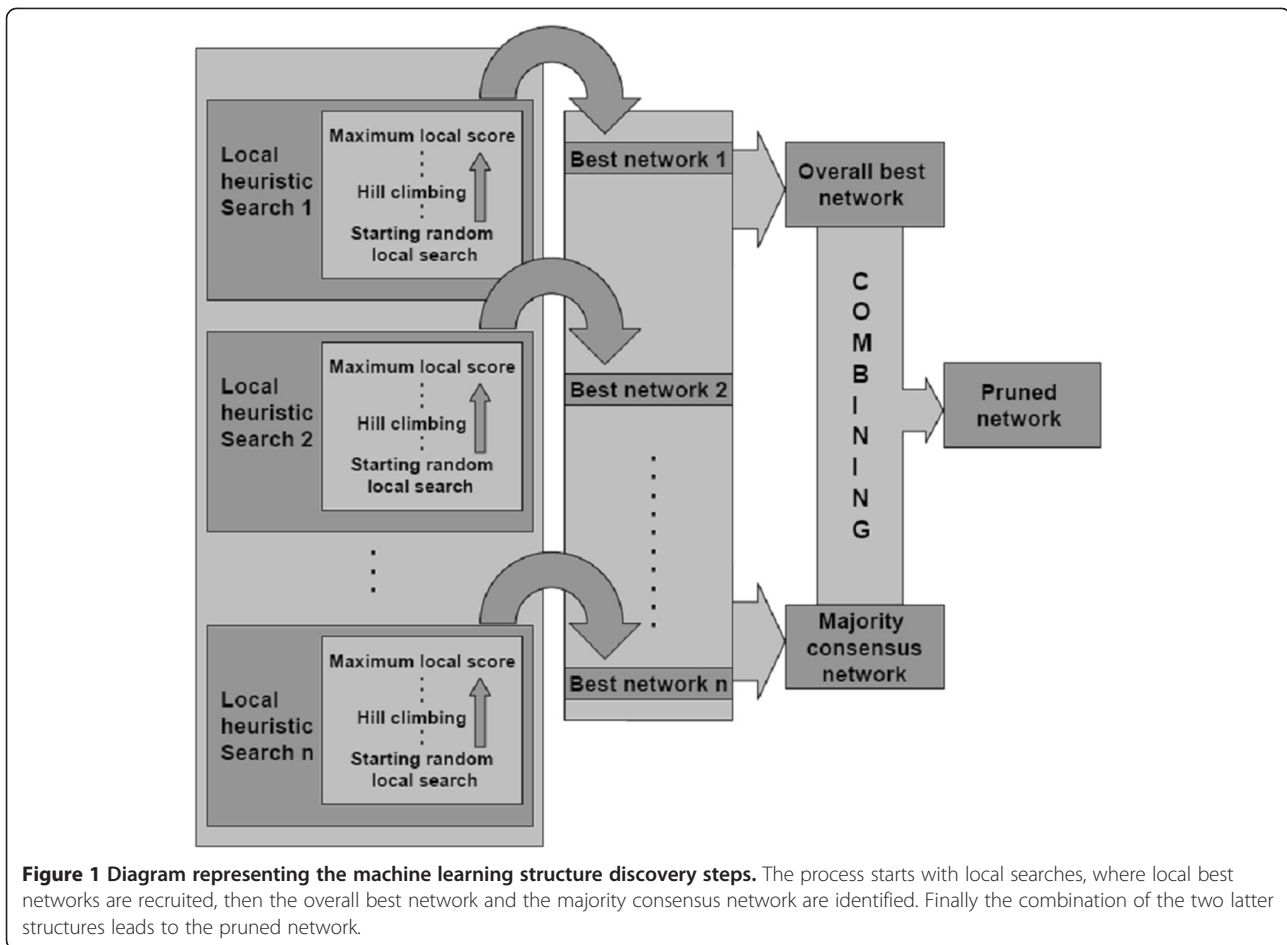 Local
heuristic
Search 1
Maximum local score
Hill climbing
Starting random
local search
Local
heuristic
Search 2
Maximum local score
Hill climbing
Starting random
local search
Local
heuristic
Search n
Maximum local score
Hill climbing
Starting random
local search
Best network 1
Best network 2
Best network n
Overall best
network
C
O
M
B
I
N
I
N
G
Majority
consensus
network
Pruned
network
Figure 1 Diagram representing the machine learning structure discovery steps. The process starts with local searches, where local best
networks are recruited, then the overall best network and the majority consensus network are identified. Finally the combination of the two latter
structures leads to the pruned network.